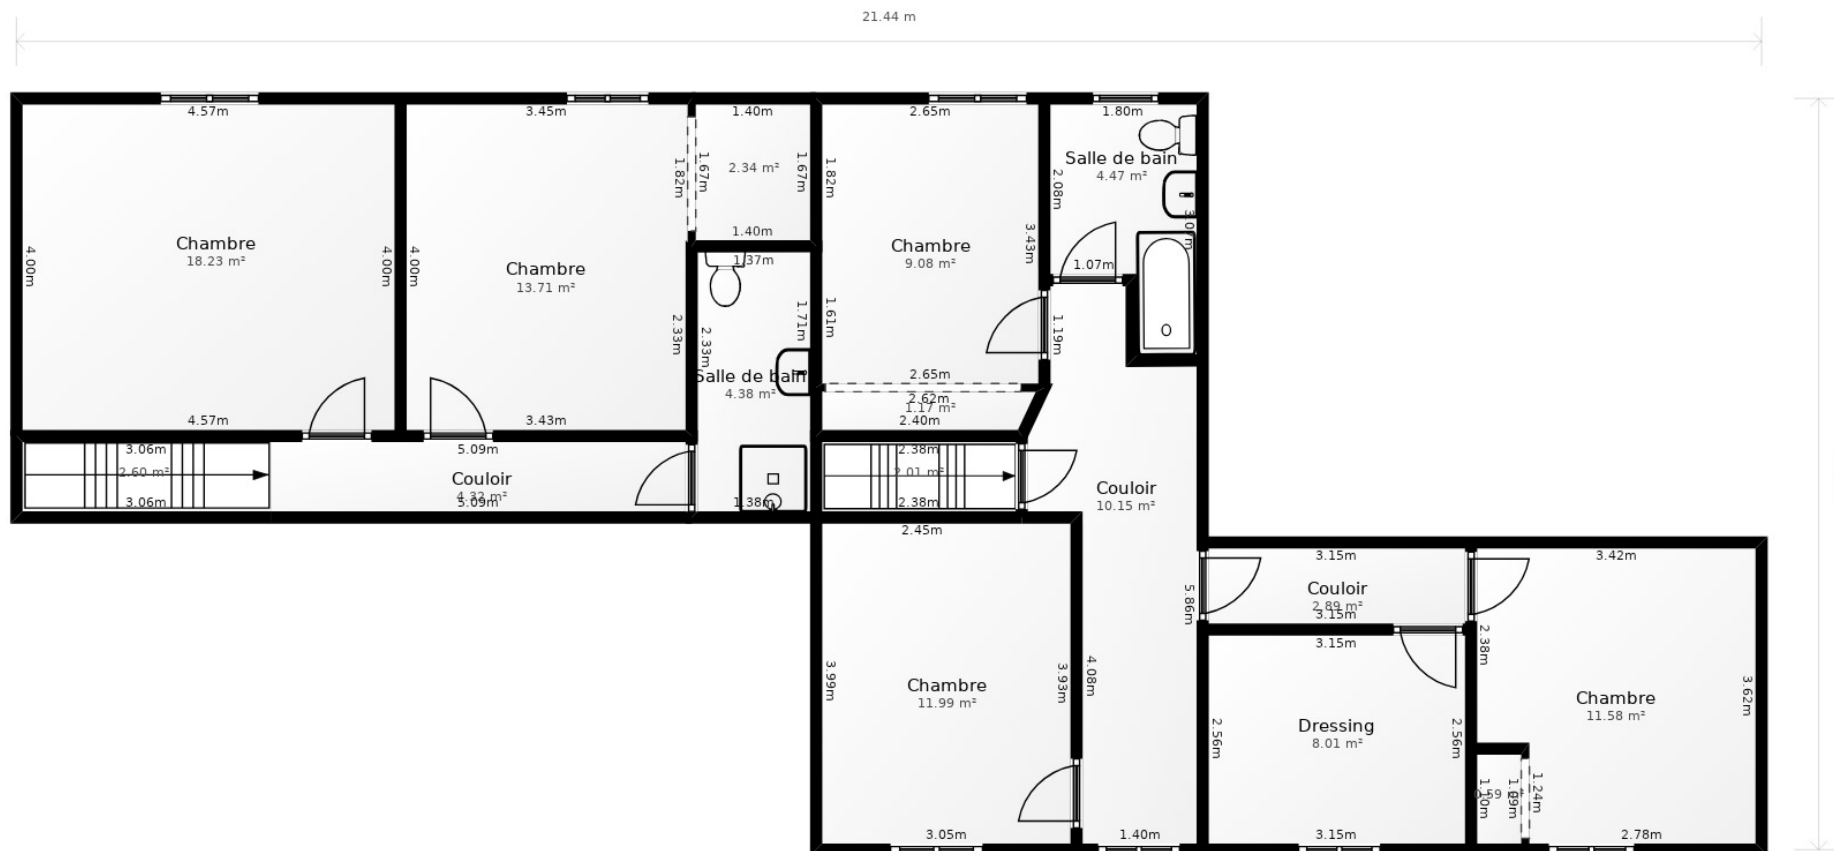 21.44 m
4.57m
3.45m
1.40m
2.65m
1.80m
Salle de bain
4.47 m²
2.34 m²
1.82m
1.67m
1.67m
1.82m
2.08m
1.40m
Chambre
18.23 m²
Chambre
13.71 m²
Chambre
9.08 m²
3.43m
4.00m
4.00m
4.00m
1.37m
1.07m
2.33m
2.33m
1.71m
1.61m
1.19m
Salle de bain
4.38 m²
2.65m
2.62m
1.17 m²
2.40m
4.57m
3.43m
3.06m
2.60 m²
3.06m
5.09m
Couloir
4.32 m²
5.09m
1.38m
2.38m
2.01 m²
2.38m
Couloir
10.15 m²
2.45m
3.15m
3.42m
Couloir
2.89 m²
3.15m
5.86m
3.15m
2.38m
3.99m
3.93m
4.08m
Chambre
11.99 m²
Dressing
8.01 m²
2.56m
2.56m
Chambre
11.58 m²
3.62m
0.59 m²
1.10m
1.09m
1.24m
3.05m
1.40m
3.15m
2.78m